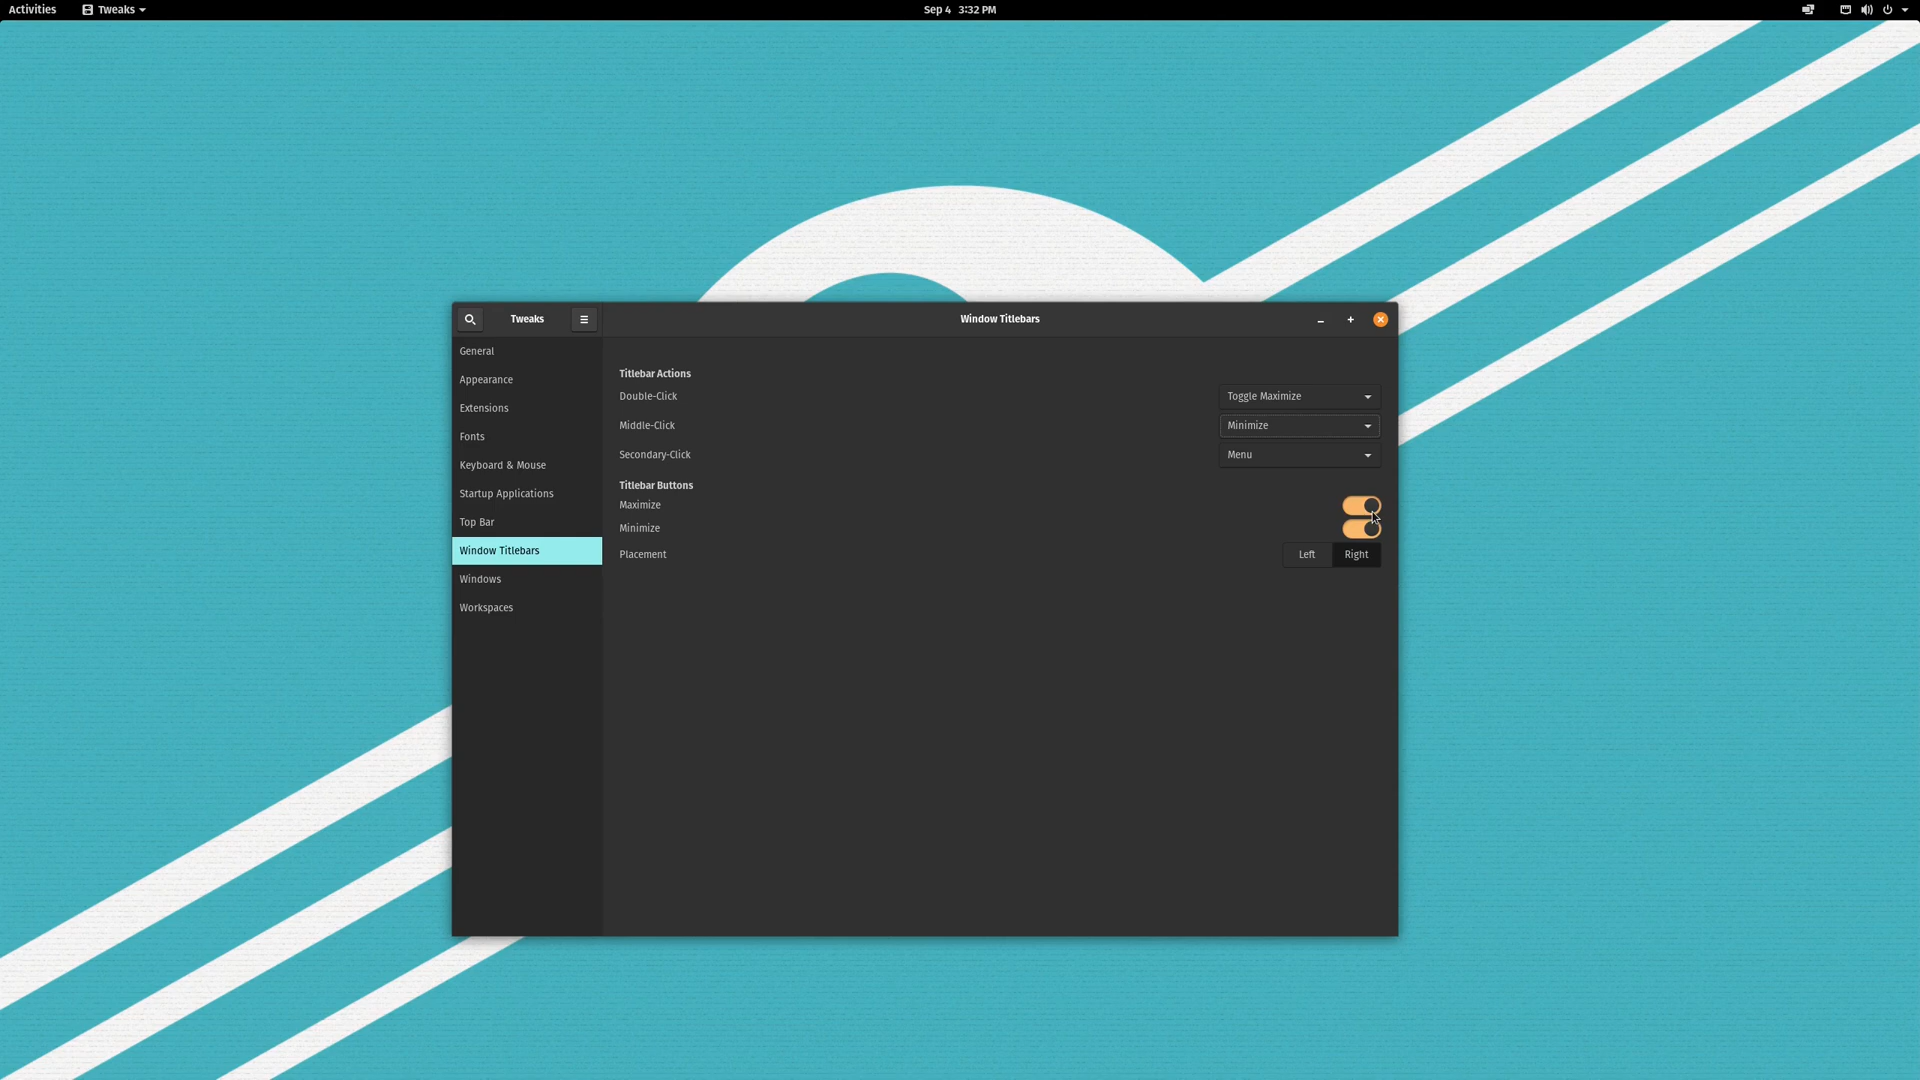 Activities
Tweaks
Sep 4 3:32 PM
Tweaks
Window Titlebars
General
Appearance
Extensions
Fonts
Keyboard & Mouse
Startup Applications
Top Bar
Window Titlebars
Windows
Workspaces
Titlebar Actions
Double-Click
Toggle Maximize
Middle-Click
Minimize
Secondary-Click
Menu
Titlebar Buttons
Maximize
Minimize
Placement
Left
Right